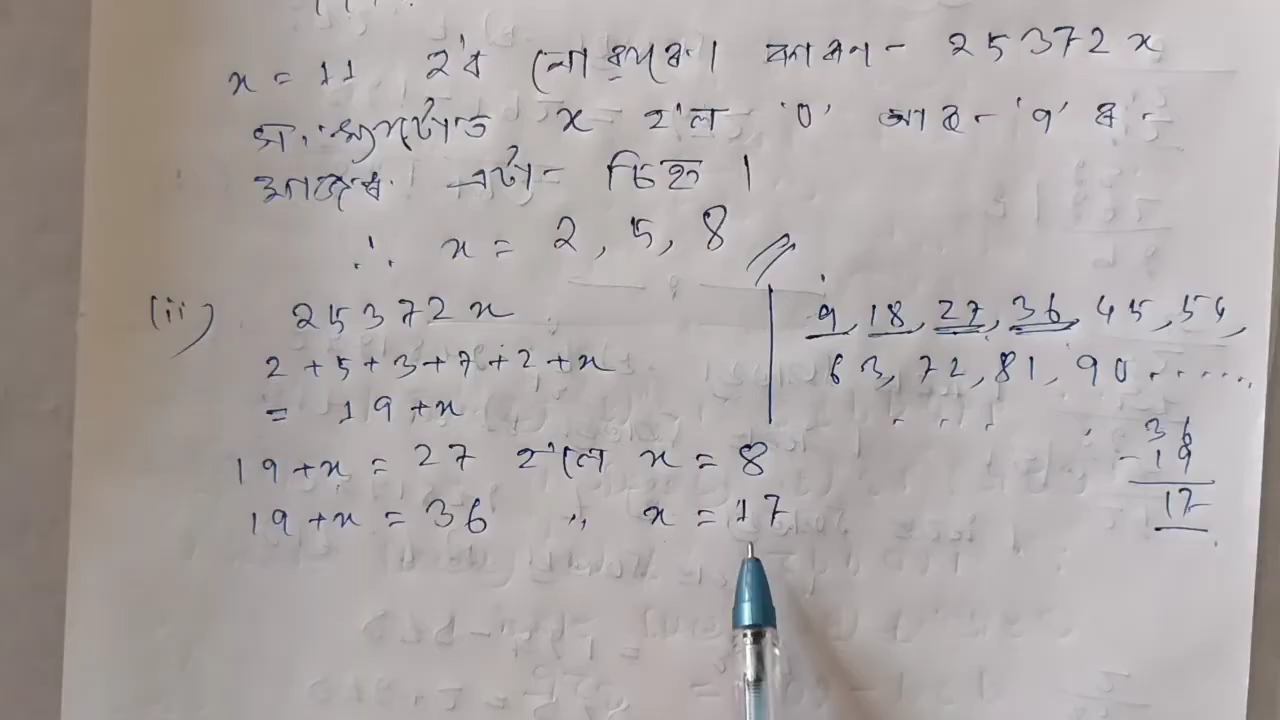 x = 11 হ'ব নোৱাৰে। কাৰণ- 25372x
সংখ্যাটোত x হ'ল '0' আৰু '9' ৰ
মাজৰ এটা চিহ্ন।
∴ x = 2, 5, 8
(ii) 25372x
2 + 5 + 3 + 7 + 2 + x
= 19 + x
19 + x = 27 হ'লে x = 8
19 + x = 36 ,, x = 17
9, 18, 27, 36, 45, 54,
63, 72, 81, 90......
36
- 19
17